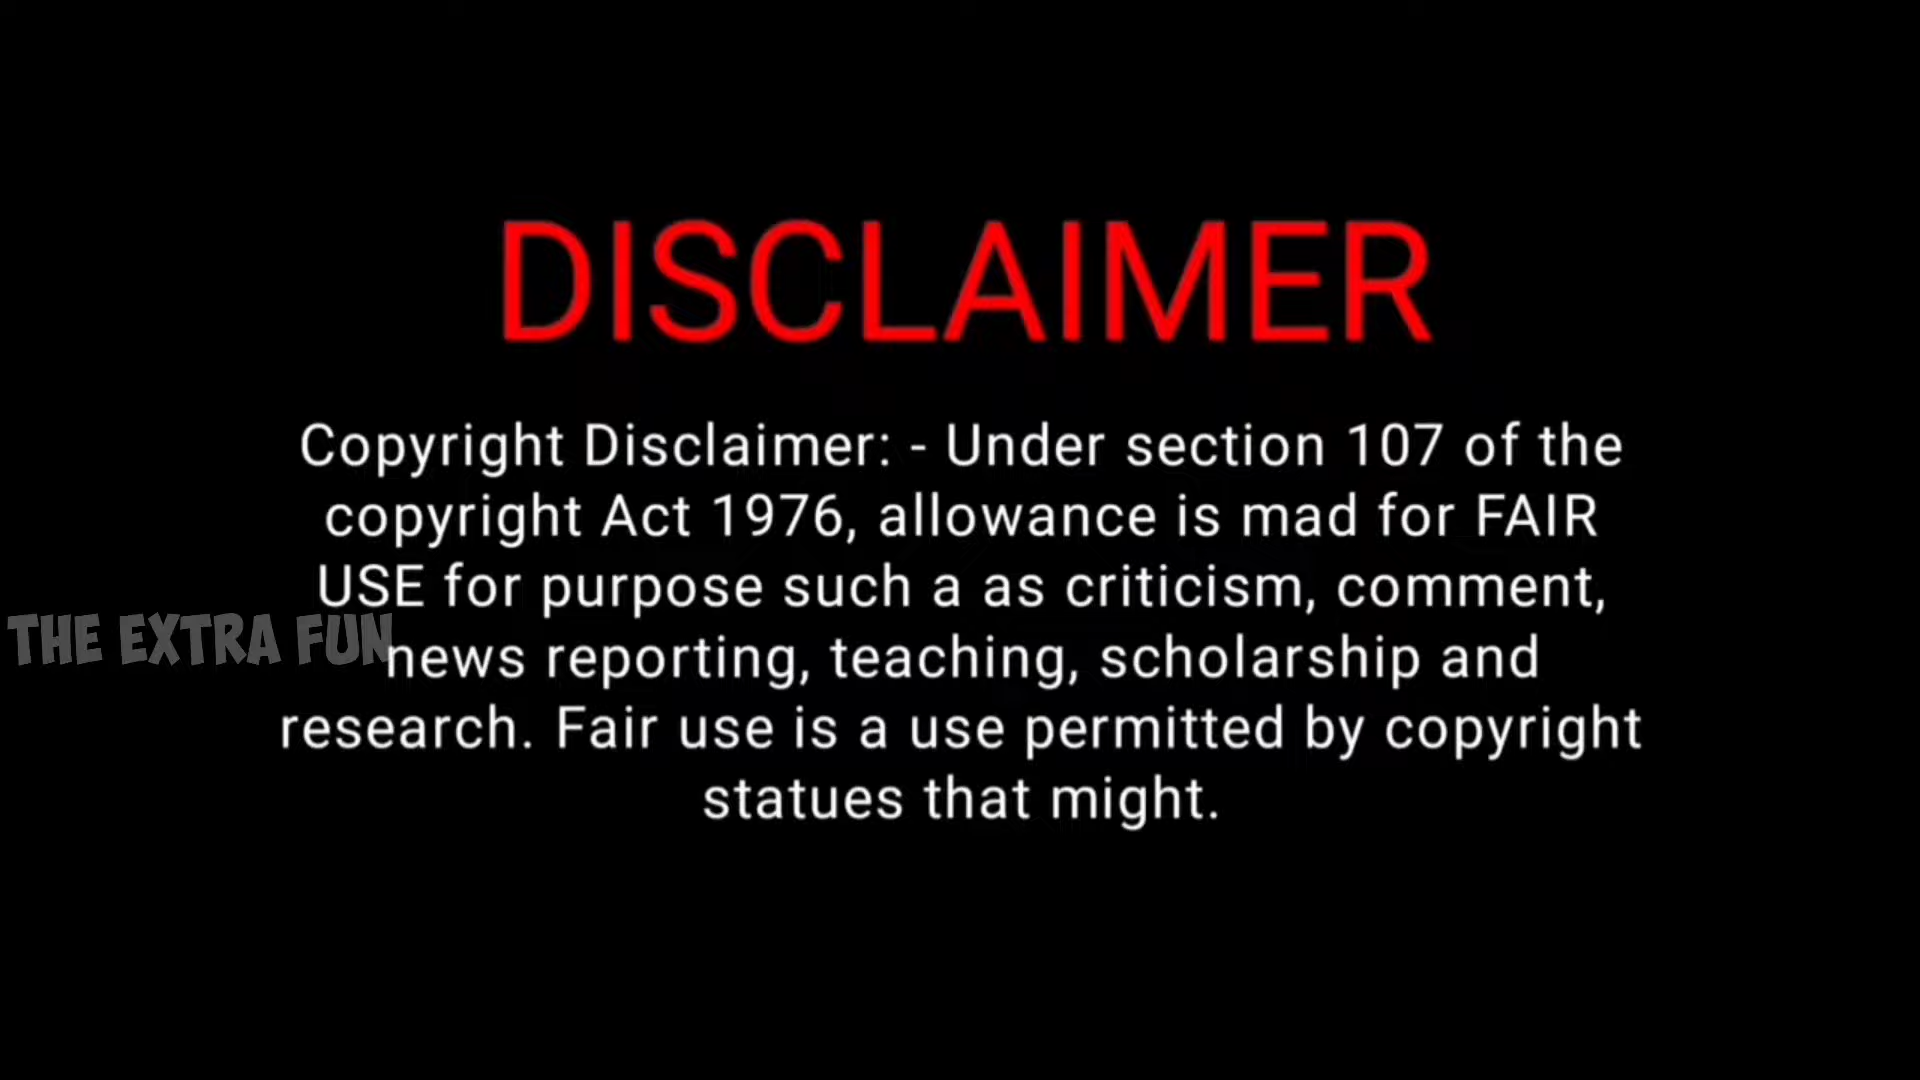 DISCLAIMER
Copyright Disclaimer: - Under section 107 of the
copyright Act 1976, allowance is mad for FAIR
USE for purpose such a as criticism, comment,
THE EXTRA FUN
news reporting, teaching, scholarship and
research. Fair use is a use permitted by copyright
statues that might.